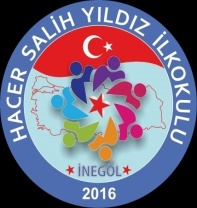 HACER SALİH YILDIZ İLKOKULU
★ İNEGÖL ★
2016